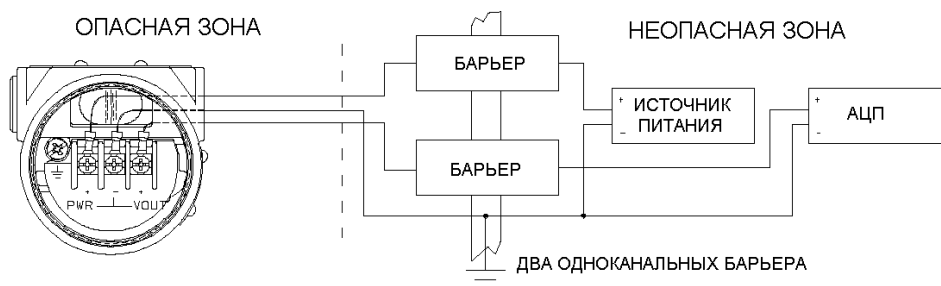 ОПАСНАЯ ЗОНА
НЕОПАСНАЯ ЗОНА
БАРЬЕР
+ ИСТОЧНИК
- ПИТАНИЯ
+ АЦП
-
БАРЬЕР
+ - +
PWR VOUT
ДВА ОДНОКАНАЛЬНЫХ БАРЬЕРА